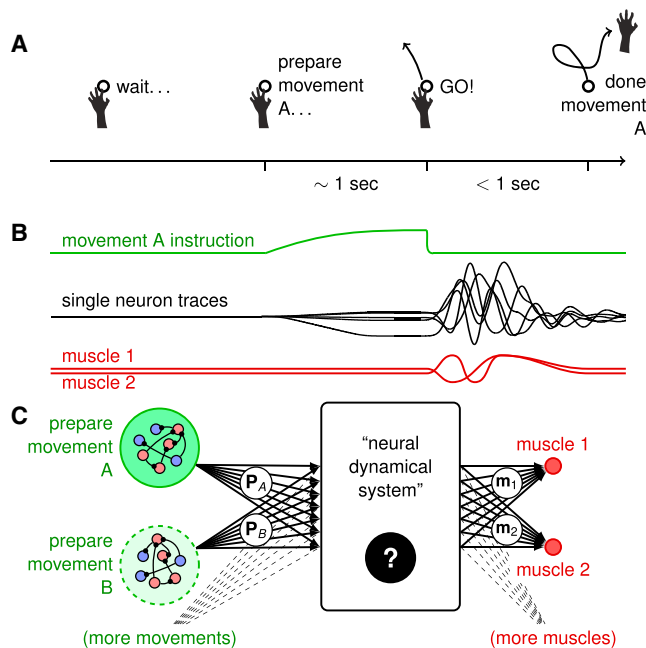 A
wait...
prepare
movement
A...
GO!
done
movement
A
∼ 1 sec
< 1 sec
B
movement A instruction
single neuron traces
muscle 1
muscle 2
C
prepare
movement
A
P_A
P_B
prepare
movement
B
(more movements)
“neural
dynamical
system”
?
m_1
m_2
muscle 1
muscle 2
(more muscles)